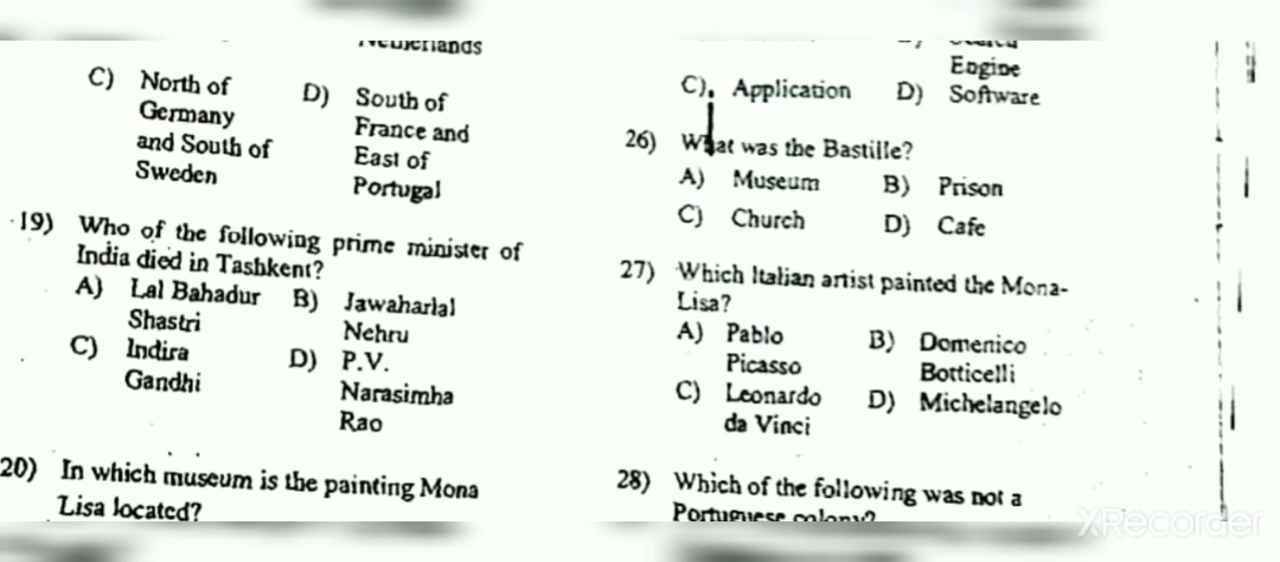 Netherlands
C) North of
Germany
and South of
Sweden
D) South of
France and
East of
Portugal
19) Who of the following prime minister of
India died in Tashkent?
A) Lal Bahadur
Shastri
B) Jawaharlal
Nehru
C) Indira
Gandhi
D) P.V.
Narasimha
Rao
20) In which museum is the painting Mona
Lisa located?
Engine
C) Application
D) Software
26) What was the Bastille?
A) Museum
B) Prison
C) Church
D) Cafe
27) Which Italian artist painted the Mona-
Lisa?
A) Pablo
Picasso
B) Domenico
Botticelli
C) Leonardo
da Vinci
D) Michelangelo
28) Which of the following was not a
Portuguese colony?
XRecorder